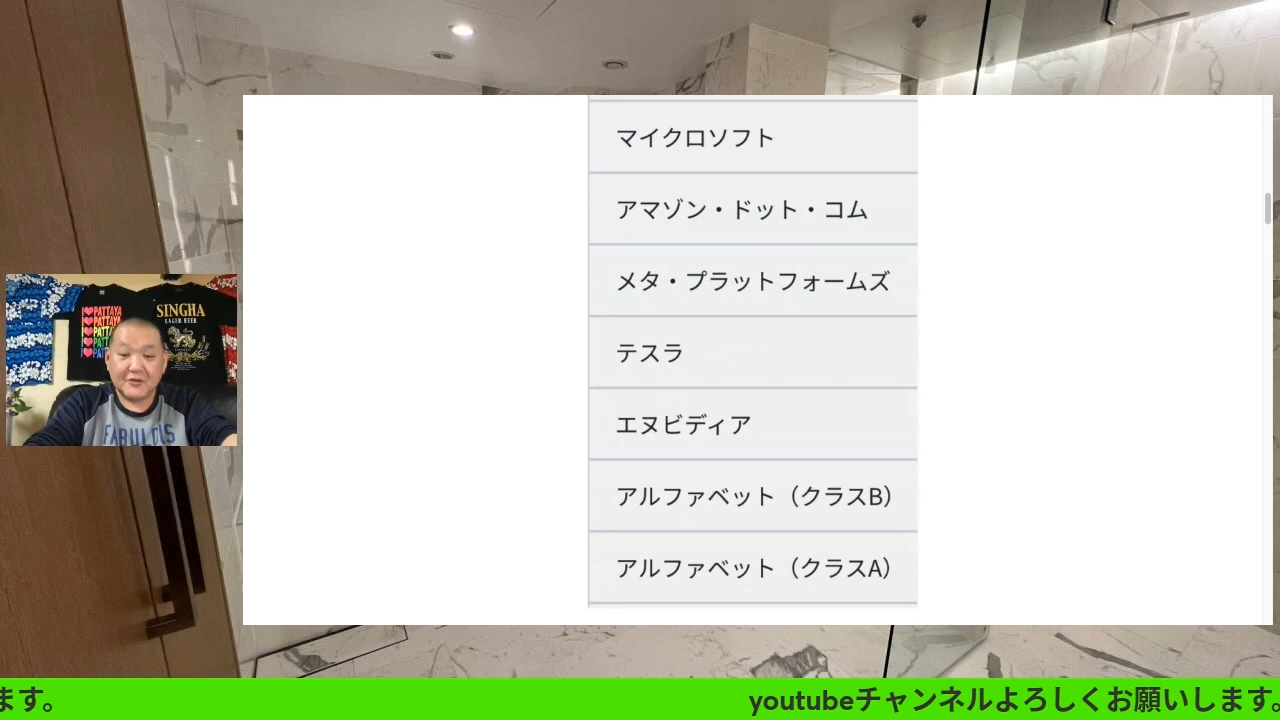 マイクロソフト
アマゾン・ドット・コム
メタ・プラットフォームズ
テスラ
エヌビディア
アルファベット（クラスB）
アルファベット（クラスA）
I PATTAYA
I PATTAYA
SINGHA
LAGER BEER
FABULOUS
ます。
youtubeチャンネルよろしくお願いします。